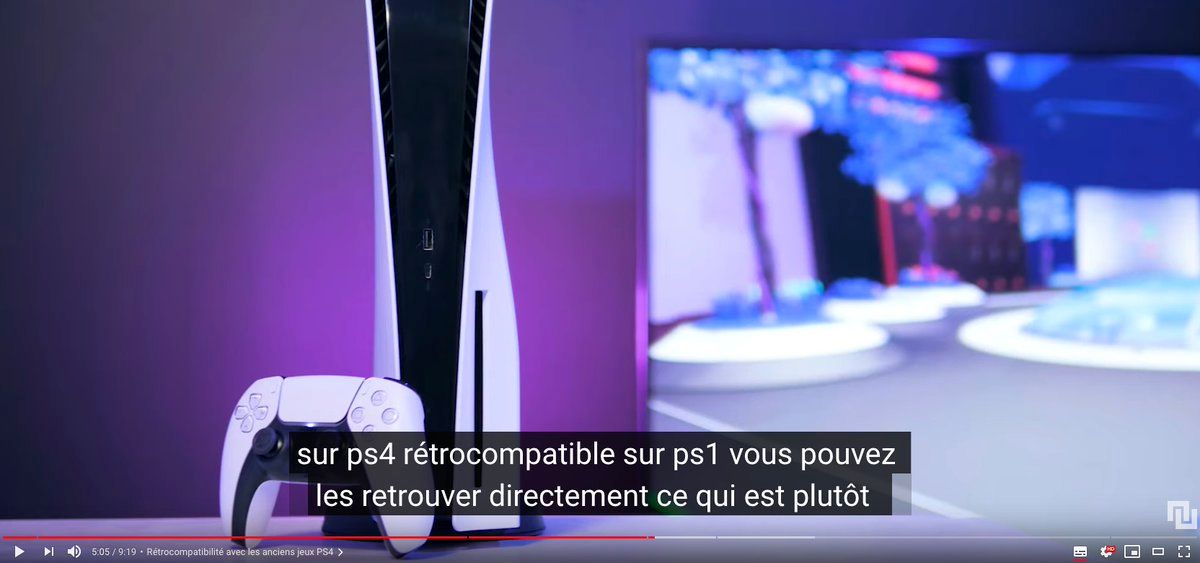 sur ps4 rétrocompatible sur ps1 vous pouvez
les retrouver directement ce qui est plutôt
5:05 / 9:19 • Rétrocompatibilité avec les anciens jeux PS4
HD